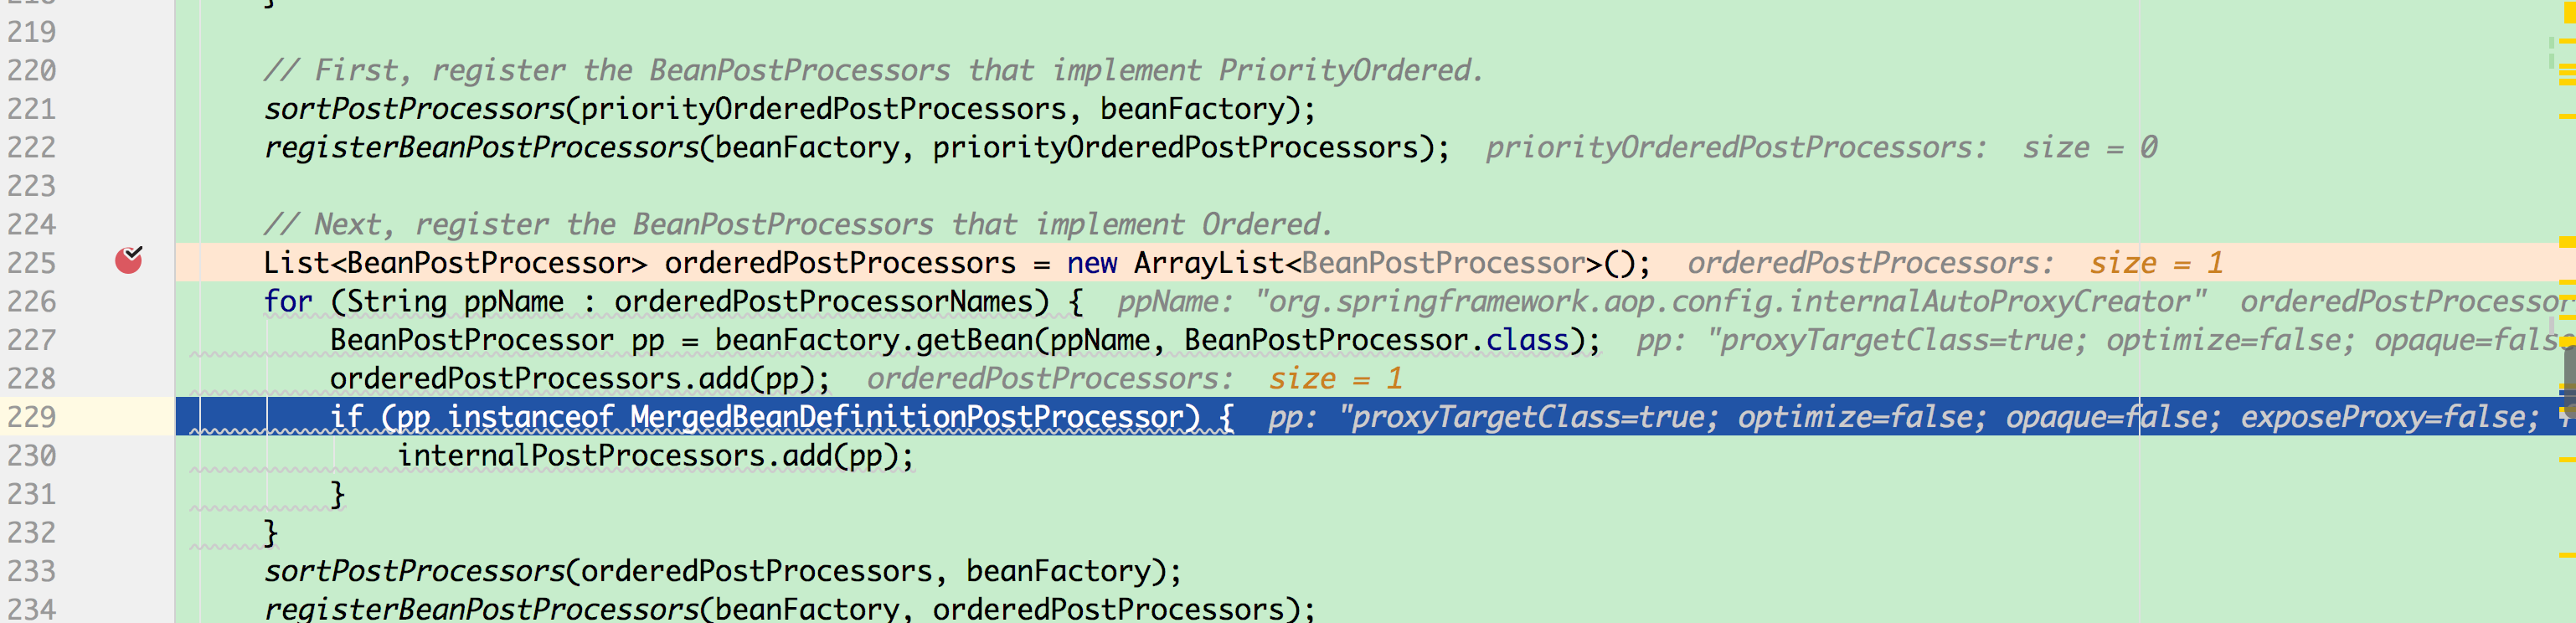 219
220 // First, register the BeanPostProcessors that implement PriorityOrdered.
221 sortPostProcessors(priorityOrderedPostProcessors, beanFactory);
222 registerBeanPostProcessors(beanFactory, priorityOrderedPostProcessors); priorityOrderedPostProcessors: size = 0
223
224 // Next, register the BeanPostProcessors that implement Ordered.
225 List<BeanPostProcessor> orderedPostProcessors = new ArrayList<BeanPostProcessor>(); orderedPostProcessors: size = 1
226 for (String ppName : orderedPostProcessorNames) { ppName: "org.springframework.aop.config.internalAutoProxyCreator" orderedPostProcessor
227 BeanPostProcessor pp = beanFactory.getBean(ppName, BeanPostProcessor.class); pp: "proxyTargetClass=true; optimize=false; opaque=fals
228 orderedPostProcessors.add(pp); orderedPostProcessors: size = 1
229 if (pp instanceof MergedBeanDefinitionPostProcessor) { pp: "proxyTargetClass=true; optimize=false; opaque=false; exposeProxy=false;
230 internalPostProcessors.add(pp);
231 }
232 }
233 sortPostProcessors(orderedPostProcessors, beanFactory);
234 registerBeanPostProcessors(beanFactory, orderedPostProcessors);